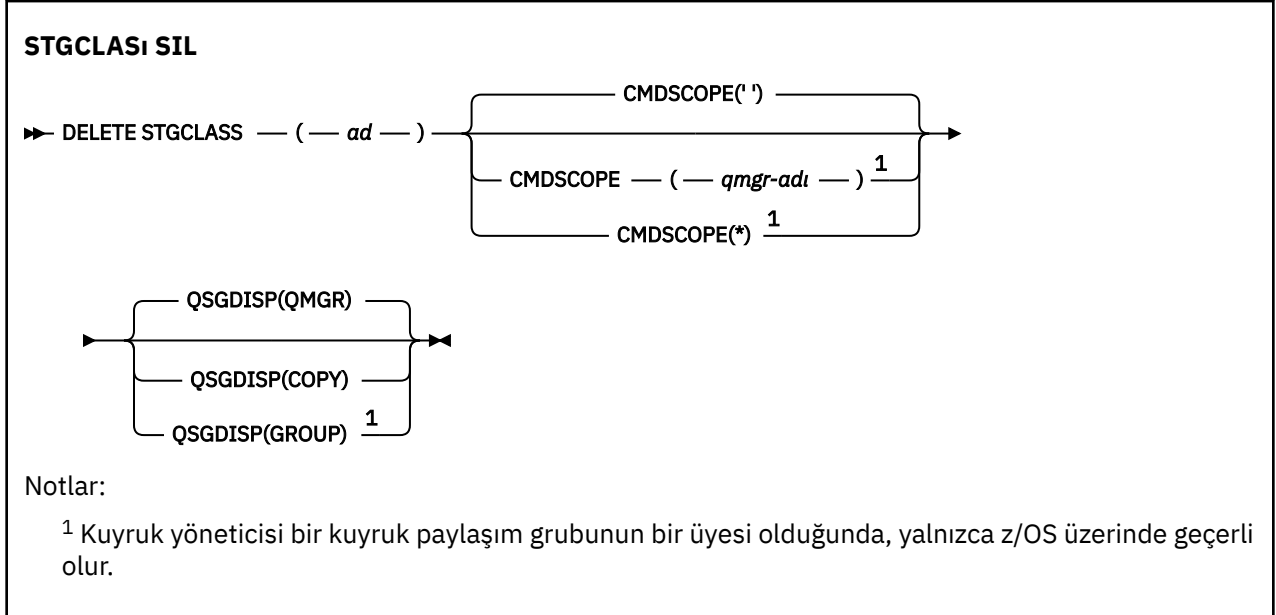 STGCLASı SIL
CMDSCOPE(' ')
DELETE STGCLASS ( ad )
CMDSCOPE ( qmgr-adı ) 1
CMDSCOPE(*) 1
QSGDISP(QMGR)
QSGDISP(COPY)
QSGDISP(GROUP) 1
Notlar:
1 Kuyruk yöneticisi bir kuyruk paylaşım grubunun bir üyesi olduğunda, yalnızca z/OS üzerinde geçerli
olur.